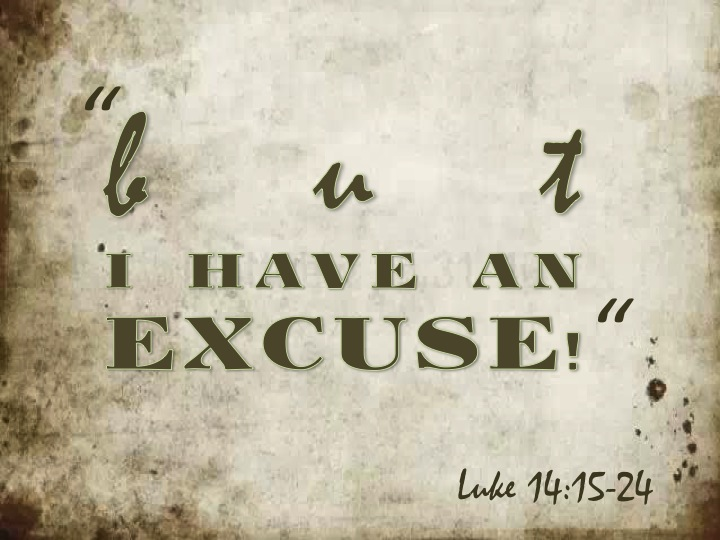 “but
I HAVE AN
EXCUSE!“
Luke 14:15-24